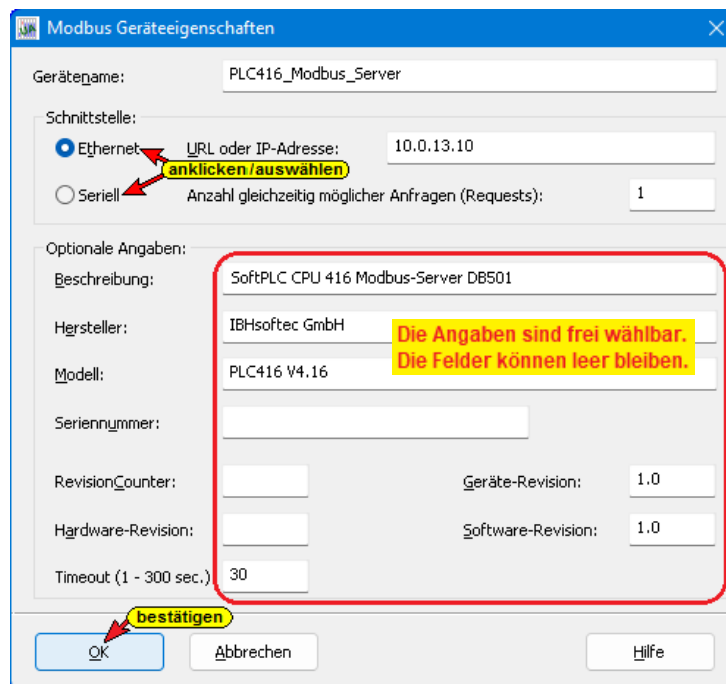 Modbus Geräteeigenschaften
Gerätename: PLC416_Modbus_Server
Schnittstelle:
Ethernet URL oder IP-Adresse: 10.0.13.10
anklicken/auswählen
Seriell Anzahl gleichzeitig möglicher Anfragen (Requests): 1
Optionale Angaben:
Beschreibung: SoftPLC CPU 416 Modbus-Server DB501
Hersteller: IBHsoftec GmbH
Die Angaben sind frei wählbar.
Die Felder können leer bleiben.
Modell: PLC416 V4.16
Seriennummer:
RevisionCounter: Geräte-Revision: 1.0
Hardware-Revision: Software-Revision: 1.0
Timeout (1 - 300 sec.) 30
bestätigen
OK Abbrechen Hilfe